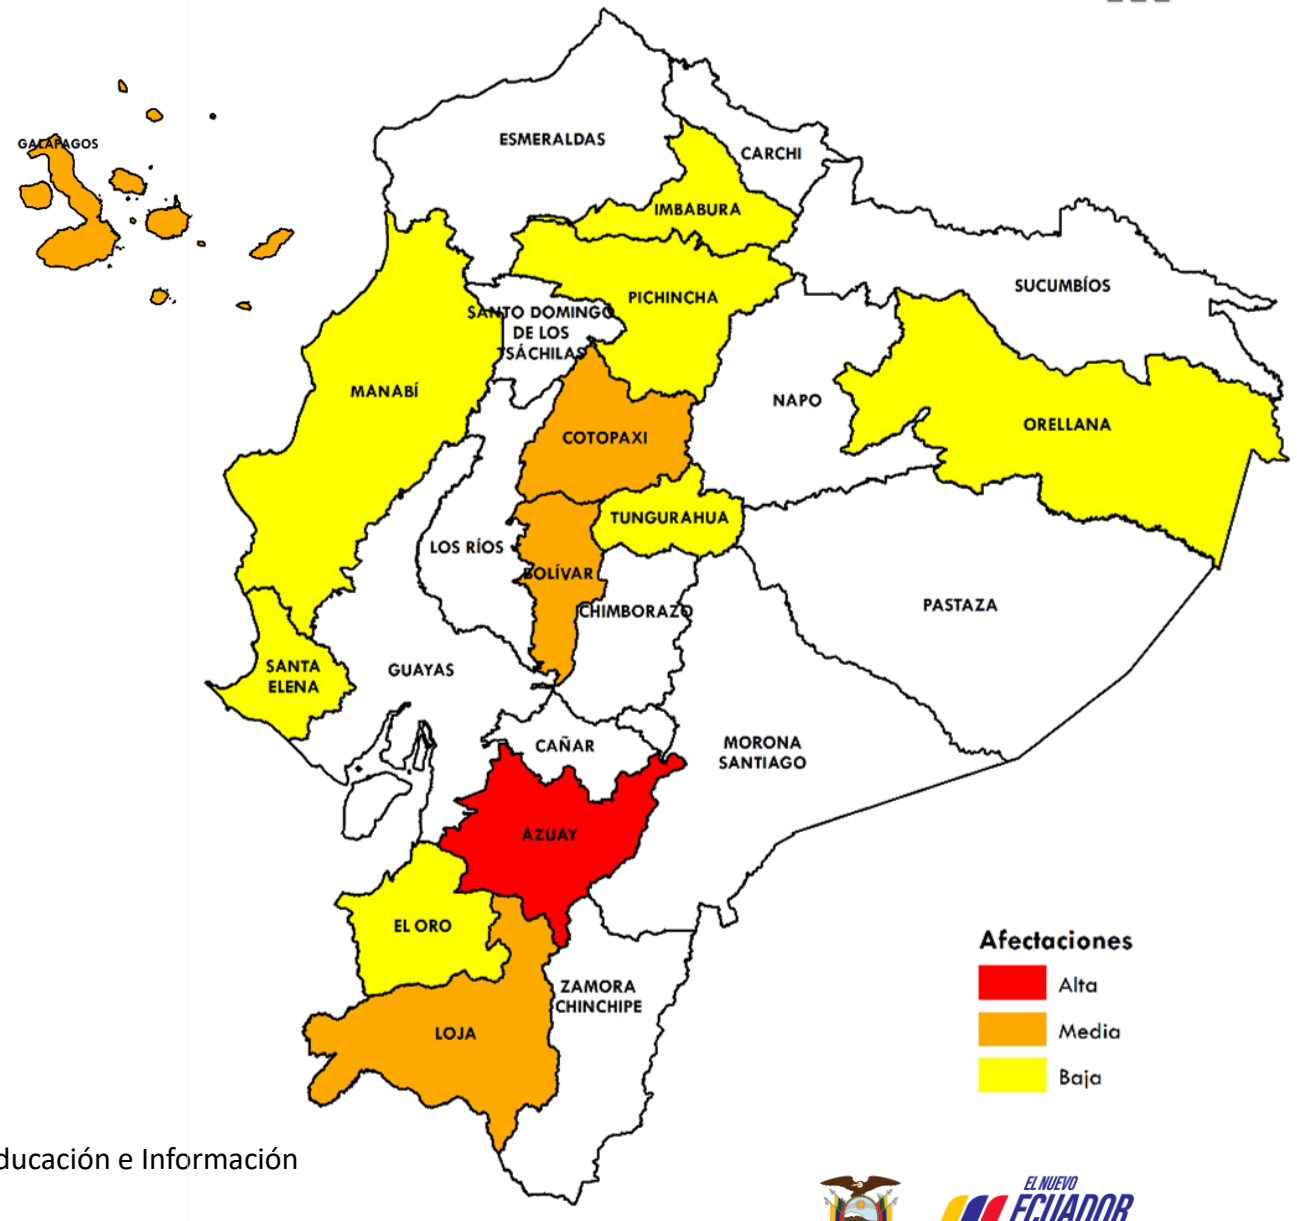 ESMERALDAS
GALÁPAGOS
CARCHI
IMBABURA
SUCUMBÍOS
PICHINCHA
SANTO DOMINGO
DE LOS
TSÁCHILAS
MANABÍ
NAPO
ORELLANA
COTOPAXI
TUNGURAHUA
LOS RÍOS
BOLÍVAR
CHIMBORAZO
PASTAZA
SANTA
ELENA
GUAYAS
CAÑAR
MORONA
SANTIAGO
AZUAY
EL ORO
ZAMORA
CHINCHIPE
LOJA
Afectaciones
Alta
Media
Baja
ducación e Información
EL NUEVO
ECUADOR